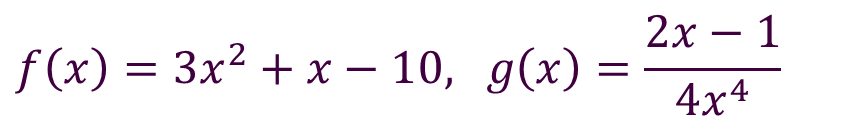 f(x) = 3x² + x − 10, g(x) = (2x − 1)/(4x⁴)